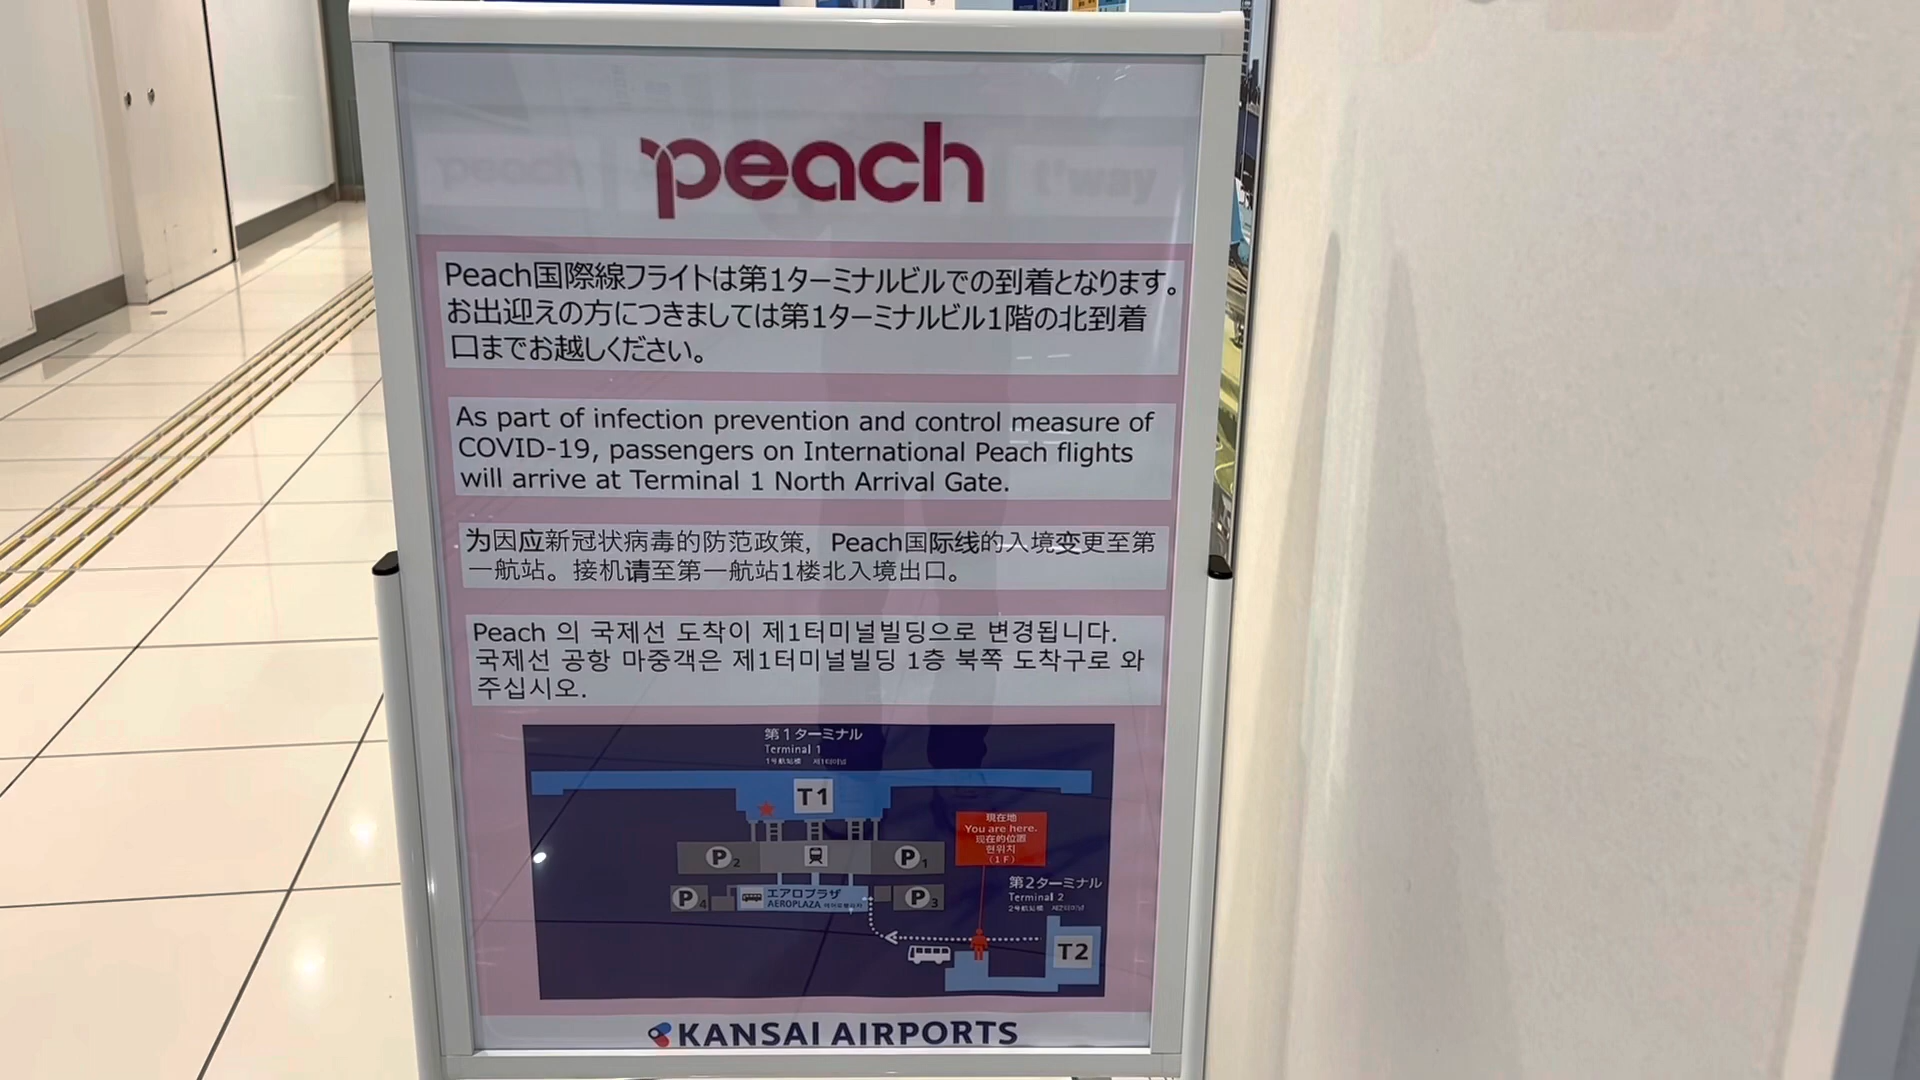 peach
Peach国際線フライトは第1ターミナルビルでの到着となります。
お出迎えの方につきましては第1ターミナルビル1階の北到着
口までお越しください。
As part of infection prevention and control measure of
COVID-19, passengers on International Peach flights
will arrive at Terminal 1 North Arrival Gate.
为因应新冠状病毒的防范政策，Peach国际线的入境变更至第
一航站。接机请至第一航站1楼北入境出口。
Peach 의 국제선 도착이 제1터미널빌딩으로 변경됩니다.
국제선 공항 마중객은 제1터미널빌딩 1층 북쪽 도착구로 와
주십시오.
第1ターミナル
Terminal 1
T1
現在地
You are here.
现在的位置
현위치
(1F)
P2
P1
P4
エアロプラザ
AEROPLAZA
P3
第2ターミナル
Terminal 2
T2
KANSAI AIRPORTS